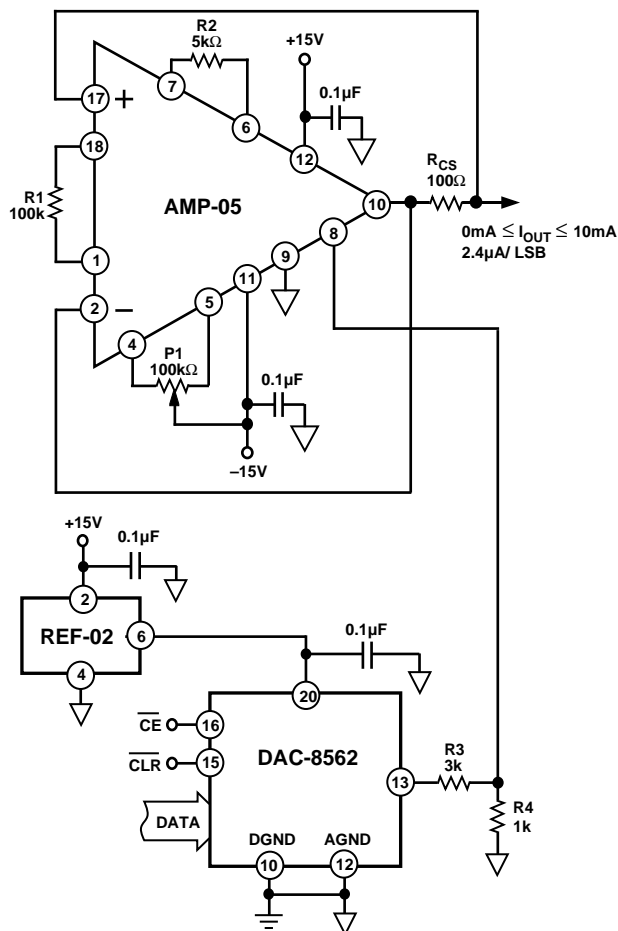 R2
5kΩ
+15V
7
0.1µF
17
+
6
18
12
RCS
100Ω
R1
100k
AMP-05
10
0mA ≤ IOUT ≤ 10mA
2.4µA/ LSB
8
1
9
11
2
–
5
4
P1
100kΩ
0.1µF
–15V
+15V
0.1µF
2
REF-02
6
0.1µF
4
20
CE
16
DAC-8562
CLR
15
R3
3k
13
DATA
R4
1k
DGND
AGND
10
12